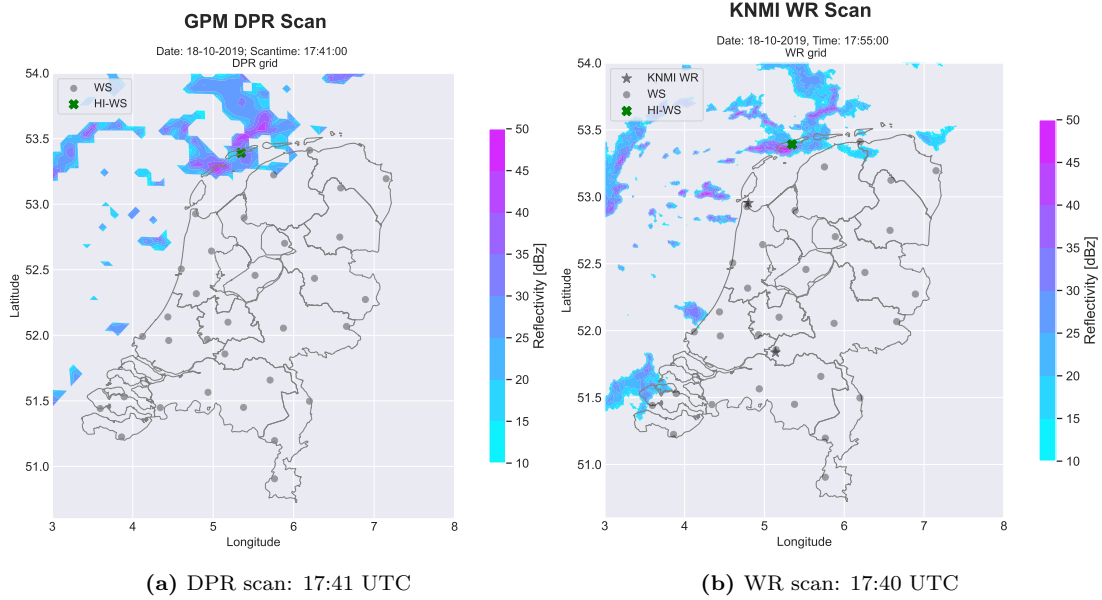 GPM DPR Scan
Date: 18-10-2019; Scantime: 17:41:00
DPR grid
WS
HI-WS
54.0
53.5
53.0
52.5
52.0
51.5
51.0
Latitude
3 4 5 6 7 8
Longitude
50
45
40
35
30
25
20
15
10
Reflectivity [dBz]
(a) DPR scan: 17:41 UTC
KNMI WR Scan
Date: 18-10-2019, Time: 17:55:00
WR grid
KNMI WR
WS
HI-WS
54.0
53.5
53.0
52.5
52.0
51.5
51.0
Latitude
3 4 5 6 7 8
Longitude
50
45
40
35
30
25
20
15
10
Reflectivity [dBz]
(b) WR scan: 17:40 UTC